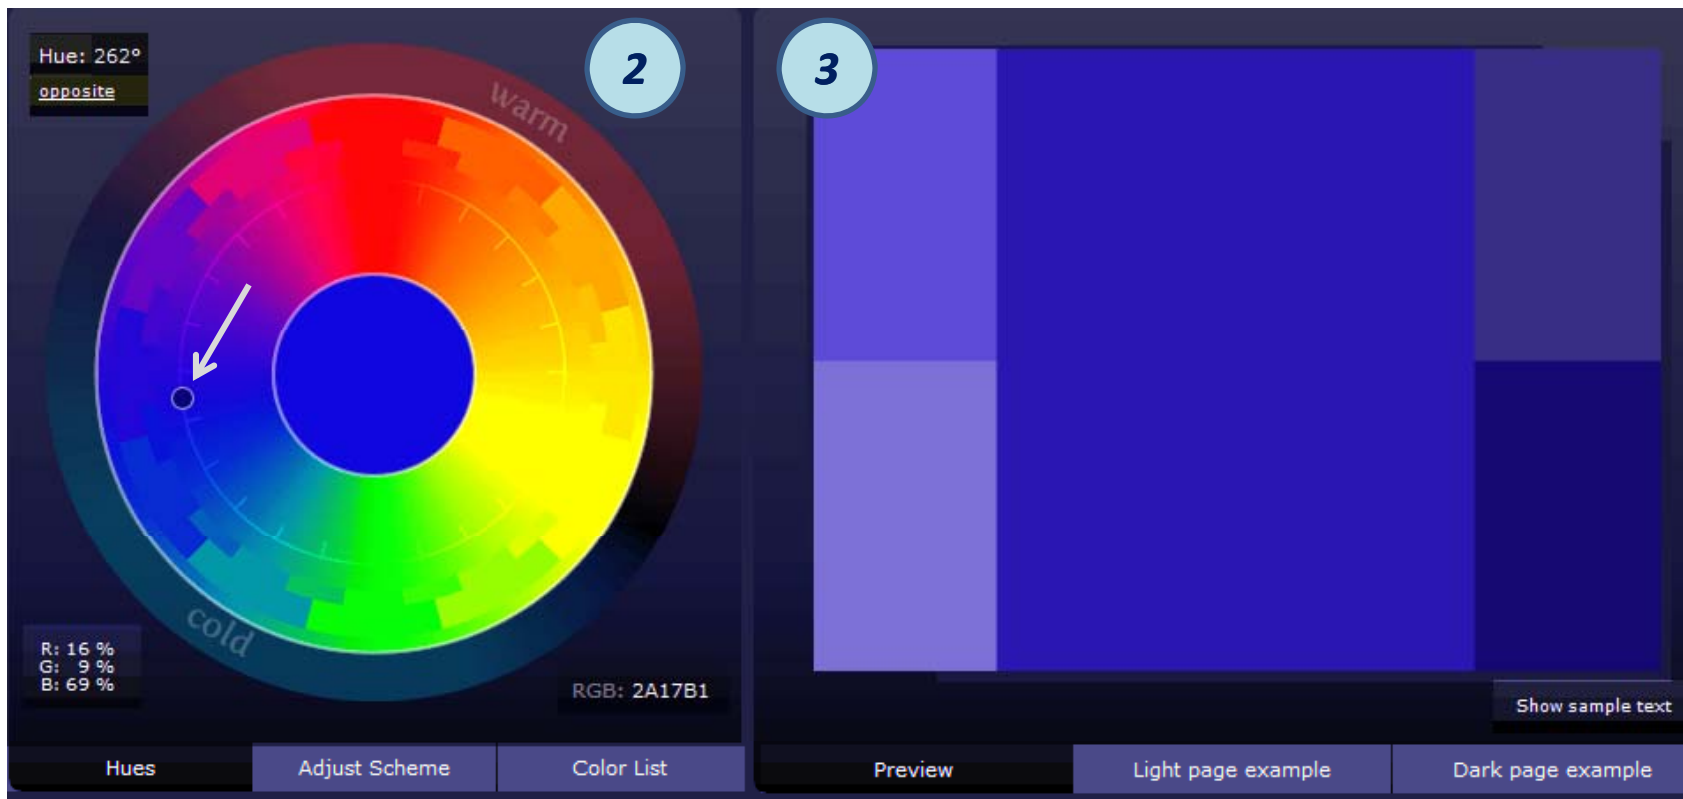 Hue: 262°
opposite
2
warm
cold
R: 16 %
G: 9 %
B: 69 %
RGB: 2A17B1
Hues
Adjust Scheme
Color List
3
Show sample text
Preview
Light page example
Dark page example